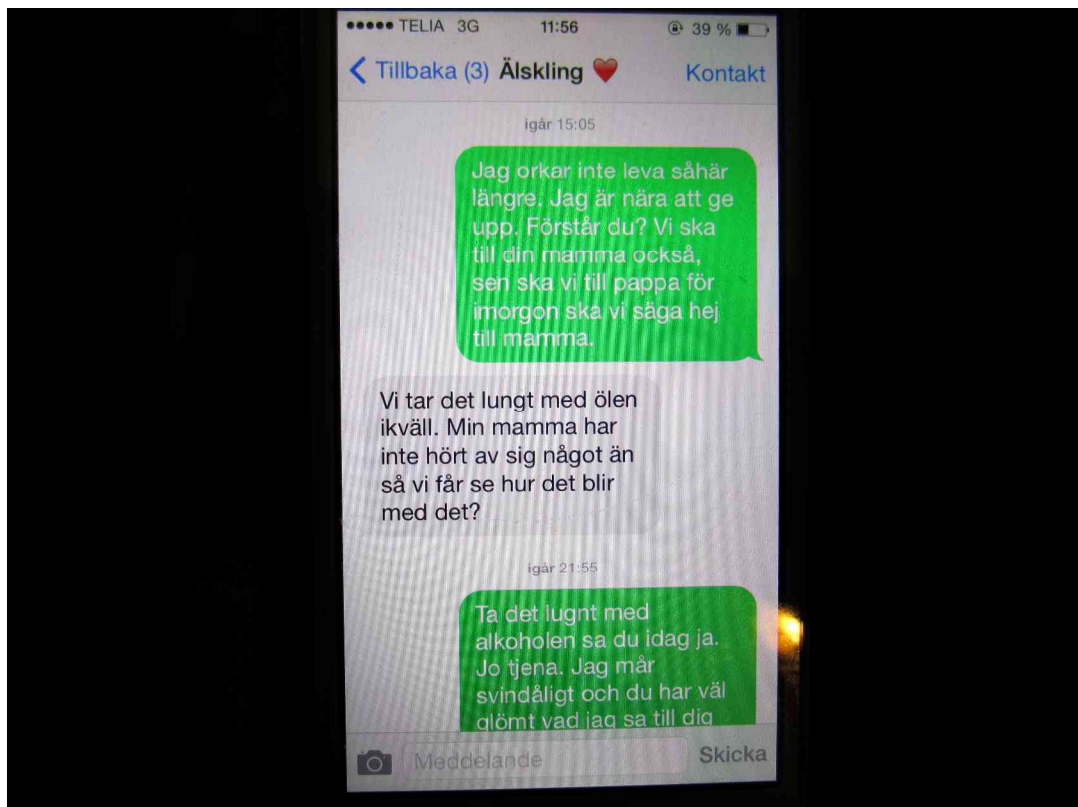 TELIA 3G 11:56 39 %
Tillbaka (3) Älskling ❤ Kontakt
igår 15:05
Jag orkar inte leva såhär
längre. Jag är nära att ge
upp. Förstår du? Vi ska
till din mamma också,
sen ska vi till pappa för
imorgon ska vi säga hej
till mamma.
Vi tar det lungt med ölen
ikväll. Min mamma har
inte hört av sig något än
så vi får se hur det blir
med det?
igår 21:55
Ta det lugnt med
alkoholen sa du idag ja.
Jo tjena. Jag mår
svindåligt och du har väl
glömt vad jag sa till dig
Meddelande Skicka